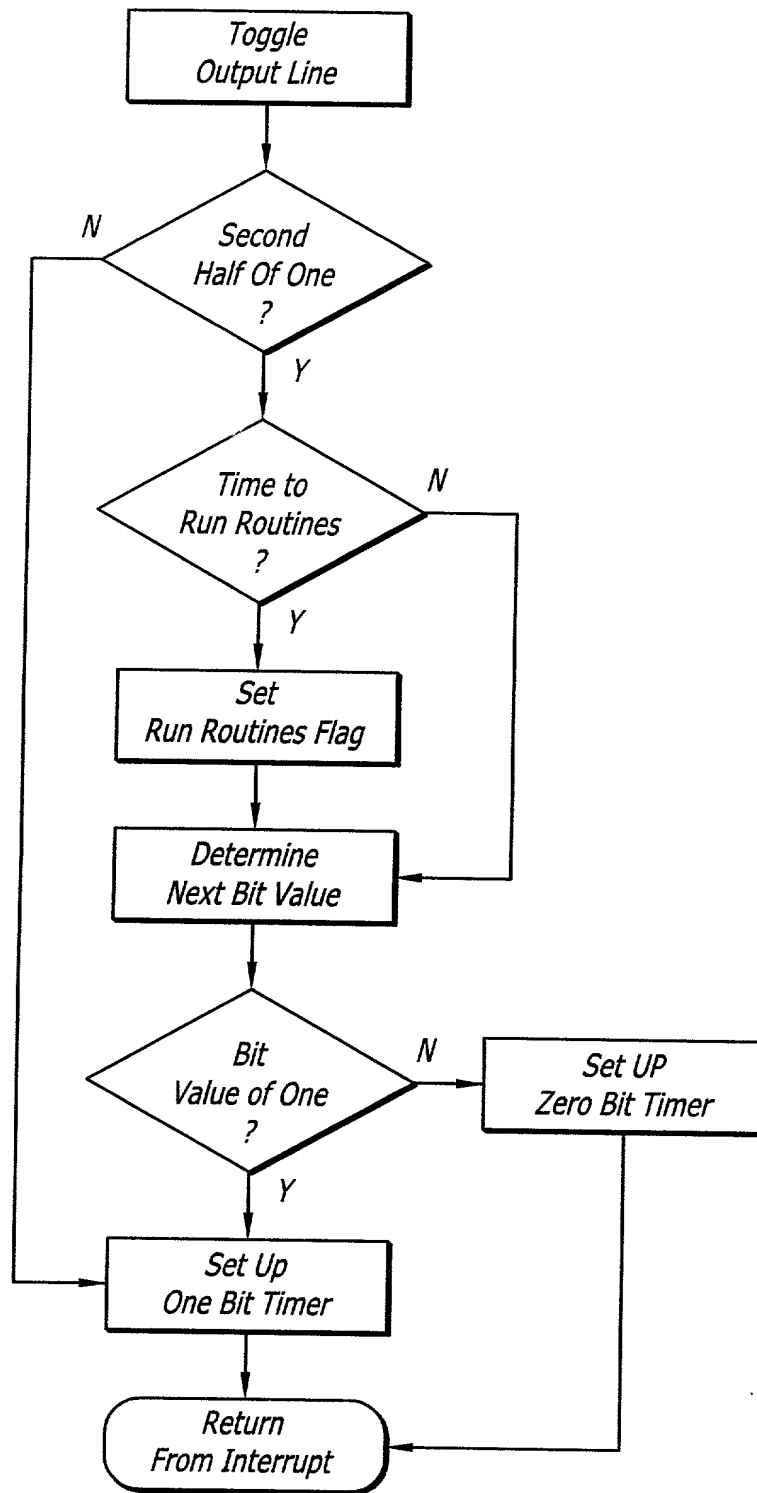 Toggle
Output Line
N
Second
Half Of One
?
Y
Time to
Run Routines
?
N
Y
Set
Run Routines Flag
Determine
Next Bit Value
Bit
Value of One
?
N
Set UP
Zero Bit Timer
Y
Set Up
One Bit Timer
Return
From Interrupt